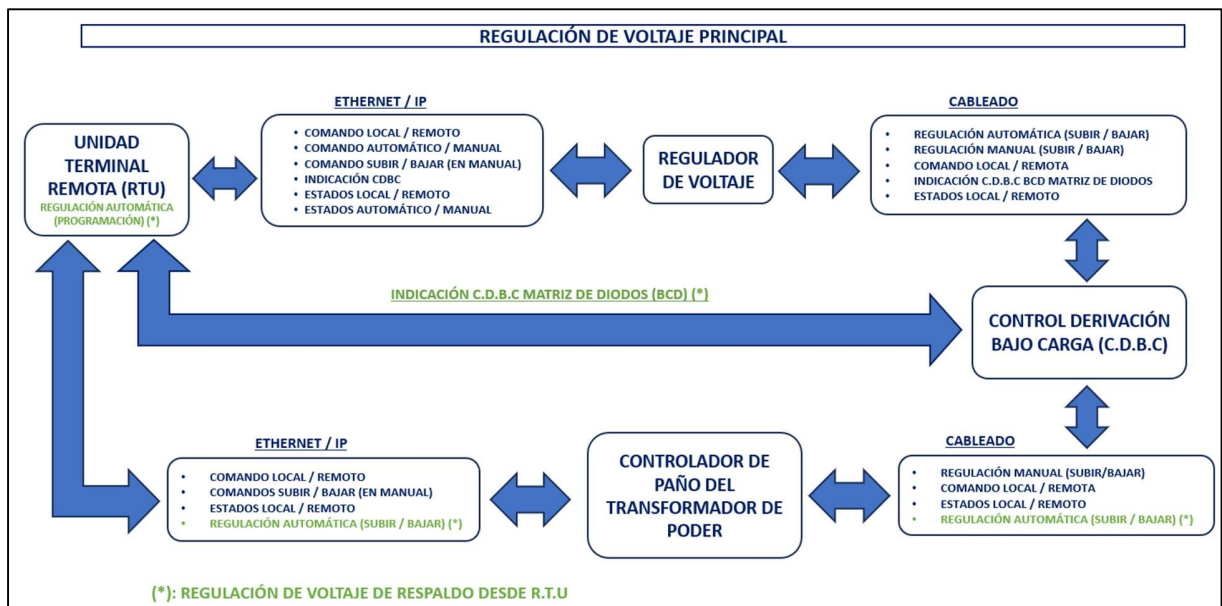 REGULACIÓN DE VOLTAJE PRINCIPAL
UNIDAD
TERMINAL
REMOTA (RTU)
REGULACIÓN AUTOMÁTICA
(PROGRAMACIÓN) (*)
ETHERNET / IP
• COMANDO LOCAL / REMOTO
• COMANDO AUTOMÁTICO / MANUAL
• COMANDO SUBIR / BAJAR (EN MANUAL)
• INDICACIÓN CDBC
• ESTADOS LOCAL / REMOTO
• ESTADOS AUTOMÁTICO / MANUAL
REGULADOR
DE VOLTAJE
CABLEADO
• REGULACIÓN AUTOMÁTICA (SUBIR / BAJAR)
• REGULACIÓN MANUAL (SUBIR / BAJAR)
• COMANDO LOCAL / REMOTA
• INDICACIÓN C.D.B.C BCD MATRIZ DE DIODOS
• ESTADOS LOCAL / REMOTO
INDICACIÓN C.D.B.C MATRIZ DE DIODOS (BCD) (*)
CONTROL DERIVACIÓN
BAJO CARGA (C.D.B.C)
ETHERNET / IP
• COMANDO LOCAL / REMOTO
• COMANDOS SUBIR / BAJAR (EN MANUAL)
• ESTADOS LOCAL / REMOTO
• REGULACIÓN AUTOMÁTICA (SUBIR / BAJAR) (*)
CONTROLADOR DE
PAÑO DEL
TRANSFORMADOR DE
PODER
CABLEADO
• REGULACIÓN MANUAL (SUBIR/BAJAR)
• COMANDO LOCAL / REMOTA
• ESTADOS LOCAL / REMOTO
• REGULACIÓN AUTOMÁTICA (SUBIR / BAJAR) (*)
(*): REGULACIÓN DE VOLTAJE DE RESPALDO DESDE R.T.U